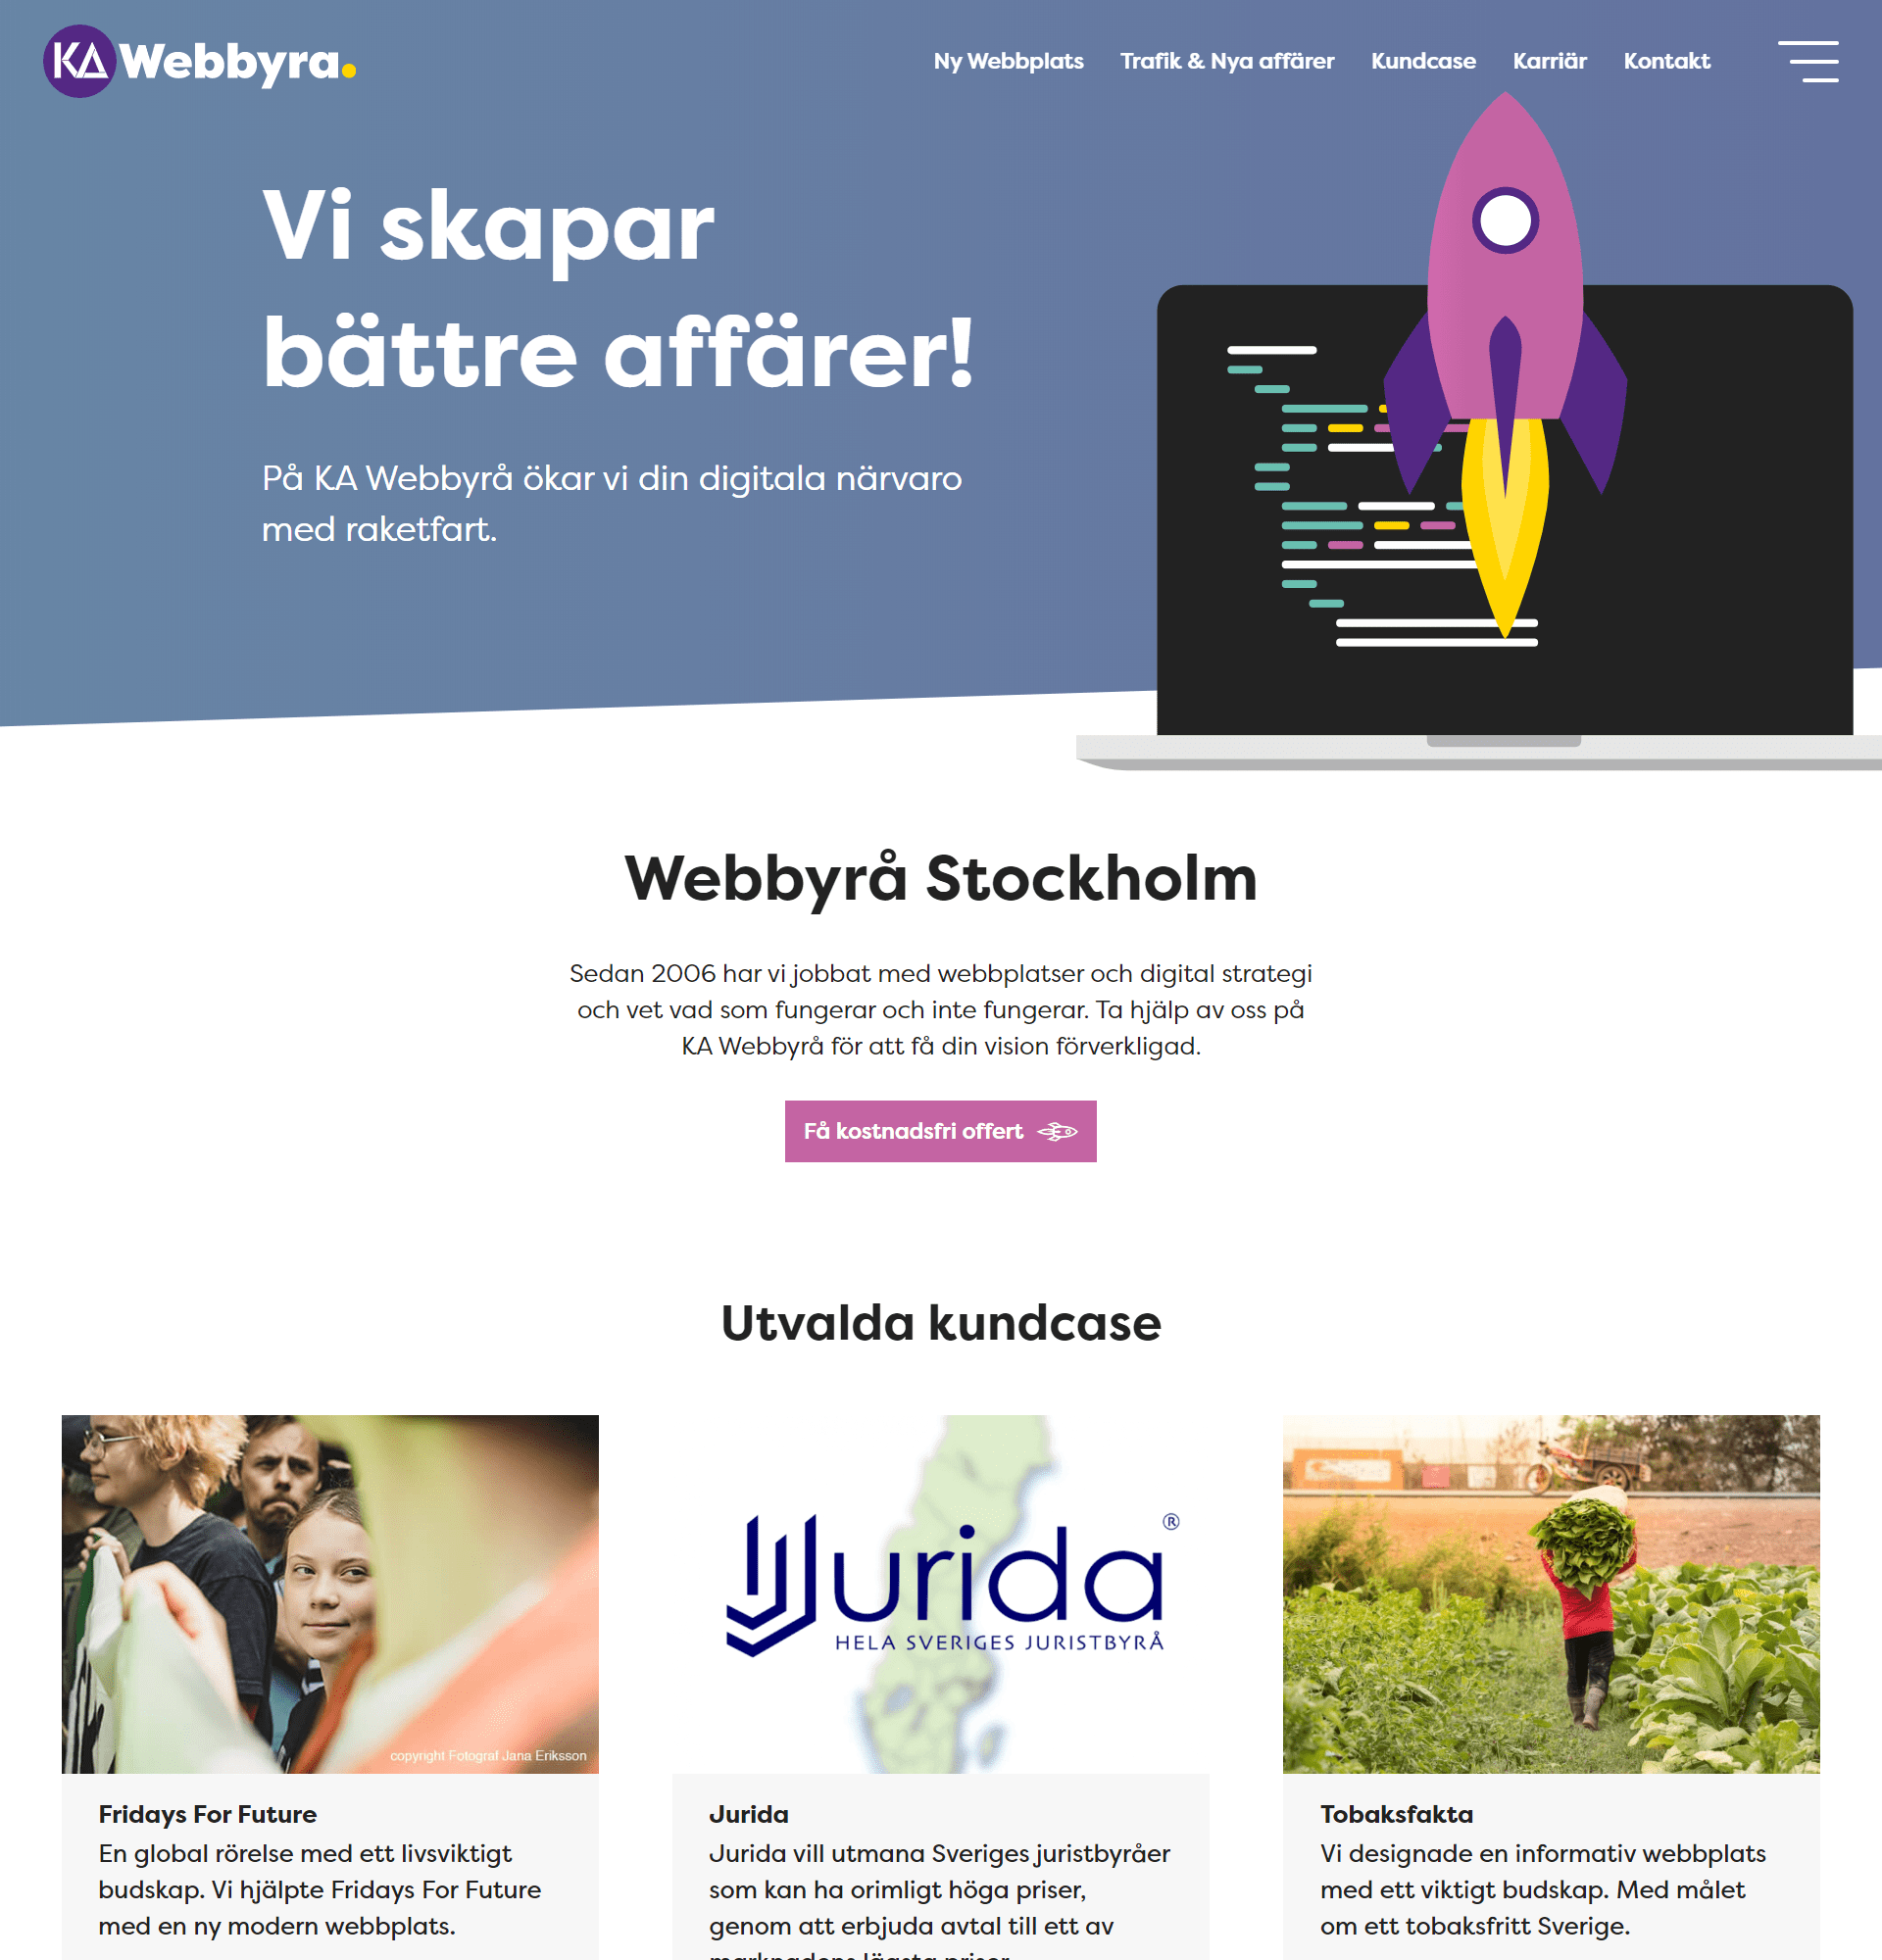 KA Webbyra.
Ny Webbplats Trafik & Nya affärer Kundcase Karriär Kontakt
Vi skapar
bättre affärer!
På KA Webbyrå ökar vi din digitala närvaro
med raketfart.
Webbyrå Stockholm
Sedan 2006 har vi jobbat med webbplatser och digital strategi
och vet vad som fungerar och inte fungerar. Ta hjälp av oss på
KA Webbyrå för att få din vision förverkligad.
Få kostnadsfri offert
Utvalda kundcase
copyright Fotograf Jana Eriksson
Fridays For Future
En global rörelse med ett livsviktigt
budskap. Vi hjälpte Fridays For Future
med en ny modern webbplats.
Jurida ®
HELA SVERIGES JURISTBYRÅ
Jurida
Jurida vill utmana Sveriges juristbyråer
som kan ha orimligt höga priser,
genom att erbjuda avtal till ett av
marknadens lägsta priser
Tobaksfakta
Vi designade en informativ webbplats
med ett viktigt budskap. Med målet
om ett tobaksfritt Sverige.